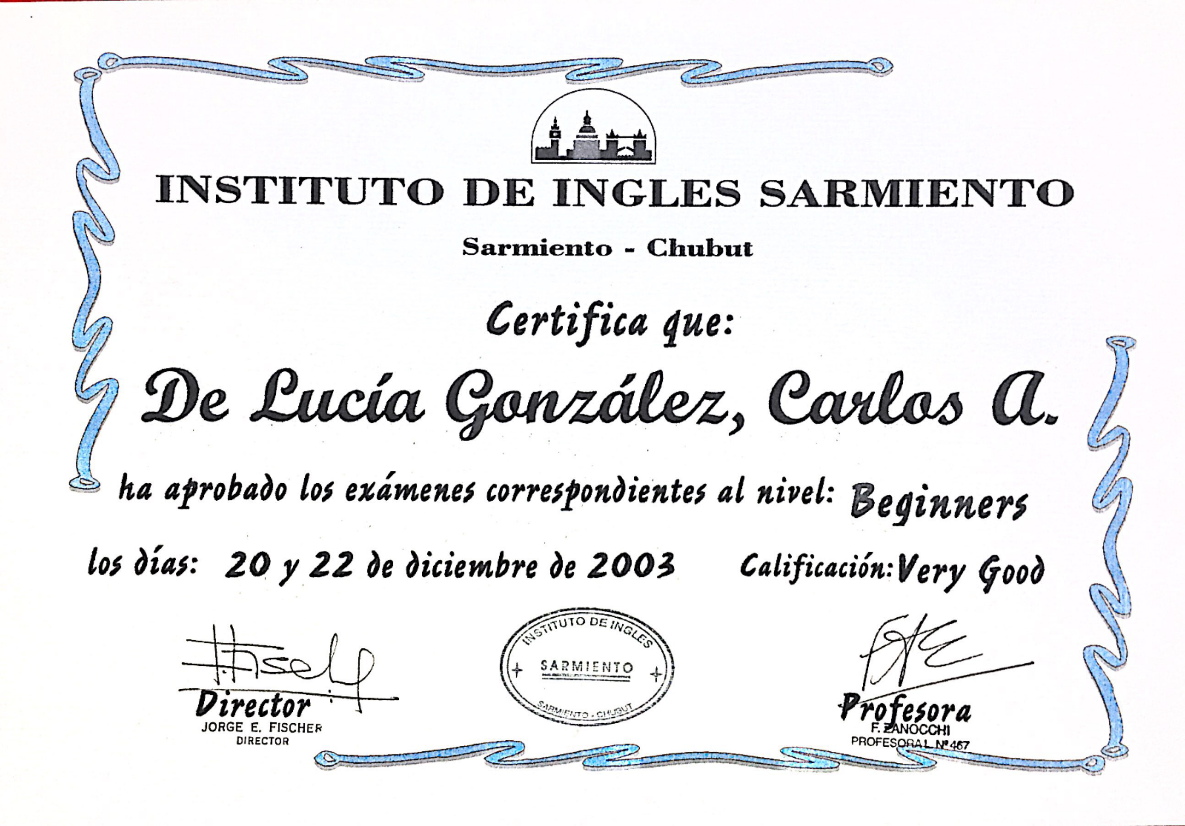 INSTITUTO DE INGLES SARMIENTO
Sarmiento - Chubut
Certifica que:
De Lucía González, Carlos A.
ha aprobado los exámenes correspondientes al nivel: Beginners
los días: 20 y 22 de diciembre de 2003 Calificación: Very Good
INSTITUTO DE INGLES
SARMIENTO
SARMIENTO - CHUBUT
Director
JORGE E. FISCHER
DIRECTOR
Profesora
F. ZANOCCHI
PROFESORA L. Nº 467